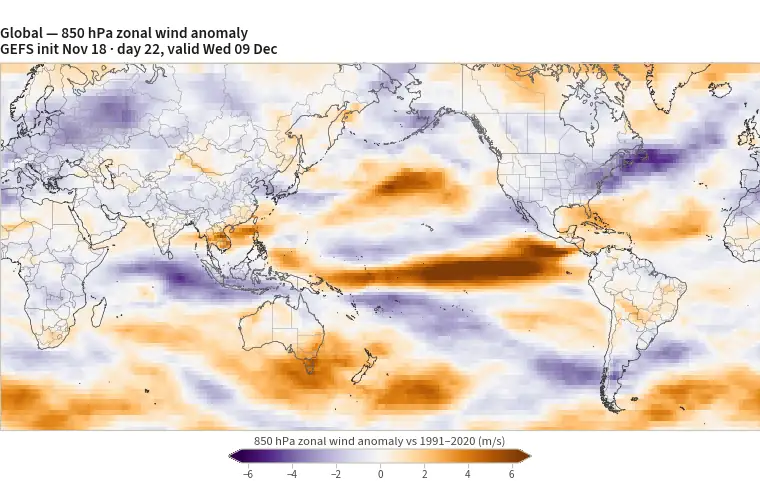 Global — 850 hPa zonal wind anomaly
GEFS init Nov 18 · day 22, valid Wed 09 Dec
850 hPa zonal wind anomaly vs 1991–2020 (m/s)
−6 −4 −2 0 2 4 6